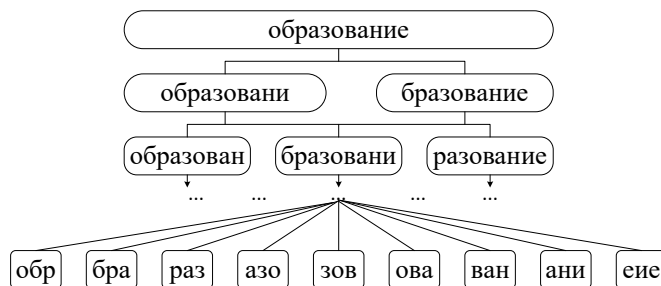 образование
образовани бразование
образован бразовани разование
... ... ... ... ...
обр бра раз азо зов ова ван ани еие